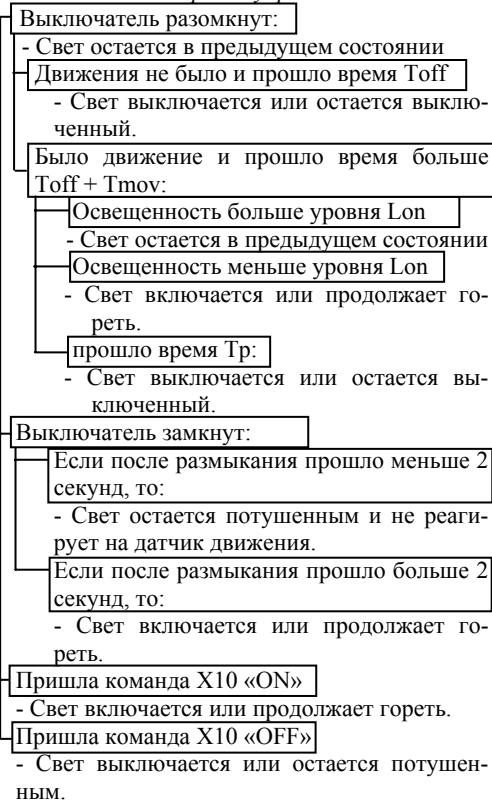 Выключатель разомкнут:
- Свет остается в предыдущем состоянии
Движения не было и прошло время Toff
- Свет выключается или остается выклю-
ченный.
Было движение и прошло время больше
Toff + Tmov:
Освещенность больше уровня Lon
- Свет остается в предыдущем состоянии
Освещенность меньше уровня Lon
- Свет включается или продолжает го-
реть.
прошло время Тр:
- Свет выключается или остается вы-
ключенный.
Выключатель замкнут:
Если после размыкания прошло меньше 2
секунд, то:
- Свет остается потушенным и не реаги-
рует на датчик движения.
Если после размыкания прошло больше 2
секунд, то:
- Свет включается или продолжает го-
реть.
Пришла команда X10 «ON»
- Свет включается или продолжает гореть.
Пришла команда X10 «OFF»
- Свет выключается или остается потушен-
ным.